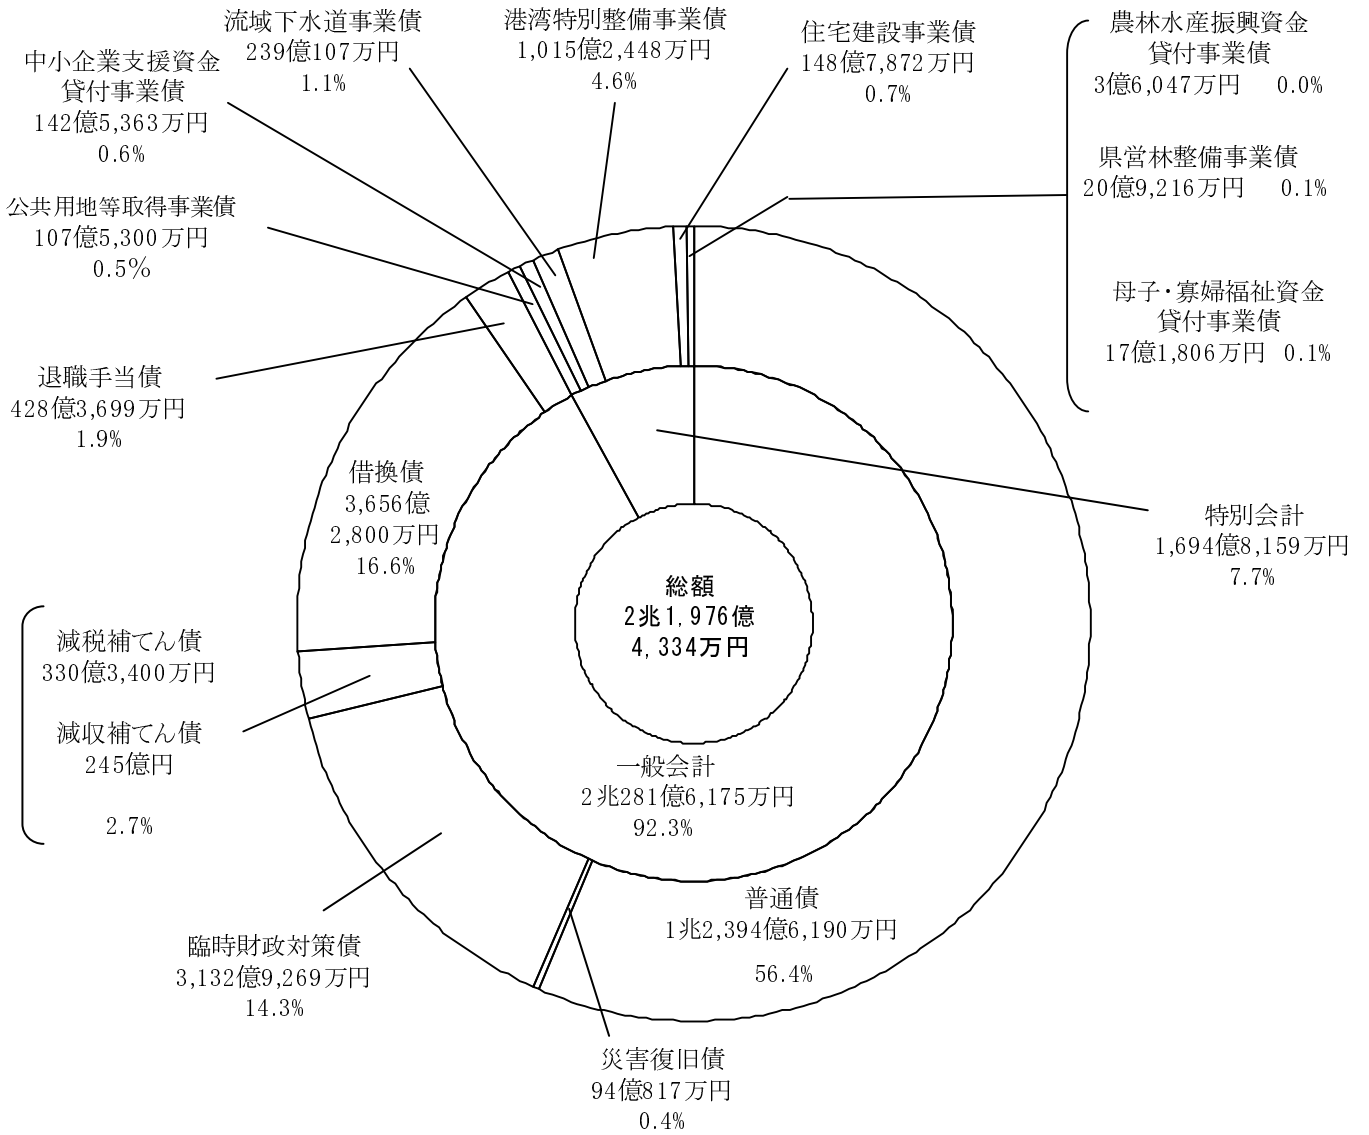 流域下水道事業債
239億107万円
1.1%
港湾特別整備事業債
1,015億2,448万円
4.6%
住宅建設事業債
148億7,872万円
0.7%
農林水産振興資金
貸付事業債
3億6,047万円 0.0%
県営林整備事業債
20億9,216万円 0.1%
母子・寡婦福祉資金
貸付事業債
17億1,806万円 0.1%
中小企業支援資金
貸付事業債
142億5,363万円
0.6%
公共用地等取得事業債
107億5,300万円
0.5%
退職手当債
428億3,699万円
1.9%
借換債
3,656億
2,800万円
16.6%
特別会計
1,694億8,159万円
7.7%
総額
2兆1,976億
4,334万円
減税補てん債
330億3,400万円
減収補てん債
245億円
2.7%
一般会計
2兆281億6,175万円
92.3%
普通債
1兆2,394億6,190万円
56.4%
臨時財政対策債
3,132億9,269万円
14.3%
災害復旧債
94億817万円
0.4%